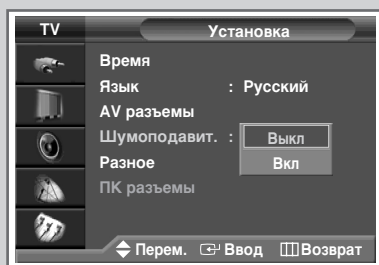 TV
Установка
Время
Язык : Русский
AV разъемы
Шумоподавит. : Выкл
Вкл
Разное
ПК разъемы
Перем. Ввод Возврат